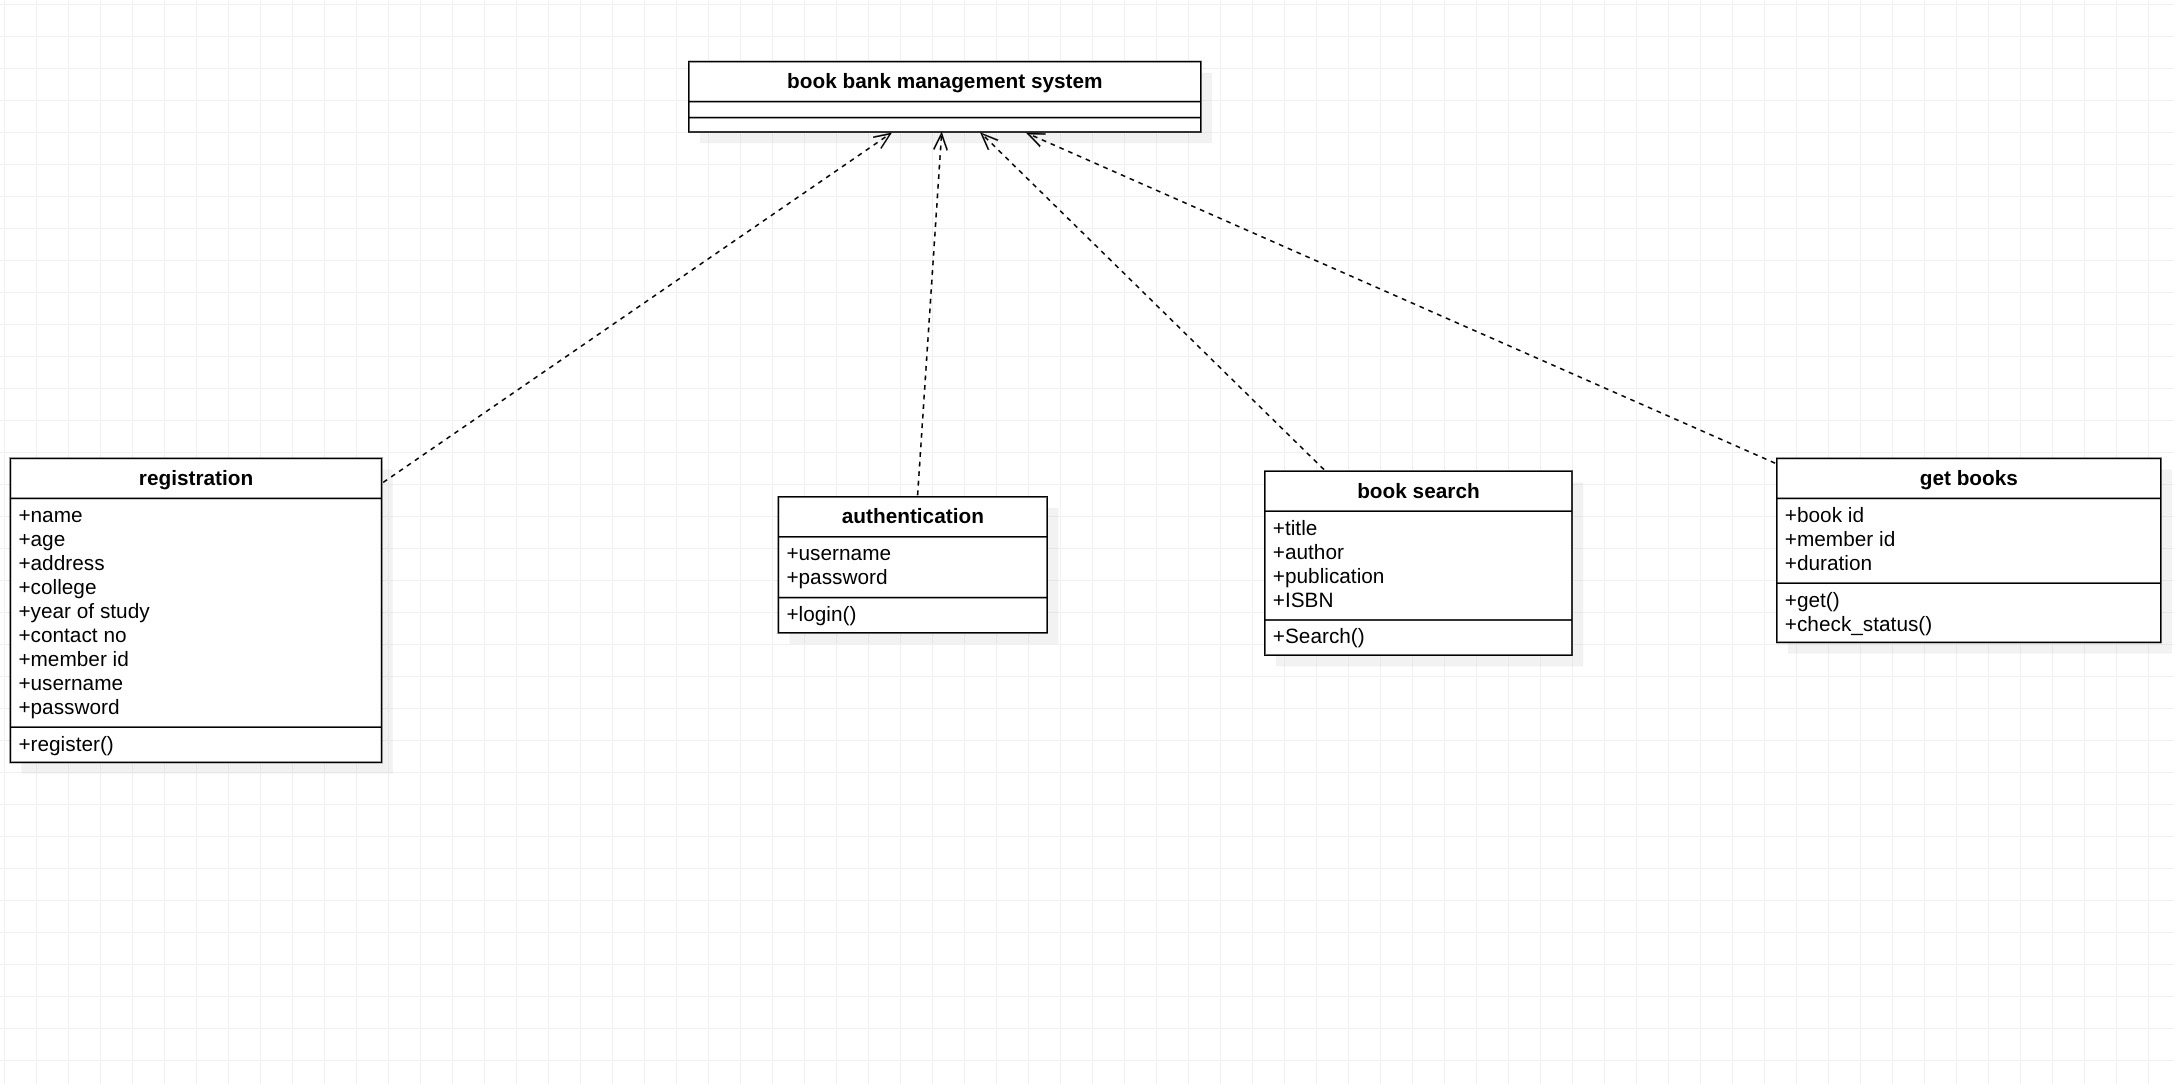 book bank management system
registration
+name
+age
+address
+college
+year of study
+contact no
+member id
+username
+password
+register()
authentication
+username
+password
+login()
book search
+title
+author
+publication
+ISBN
+Search()
get books
+book id
+member id
+duration
+get()
+check_status()